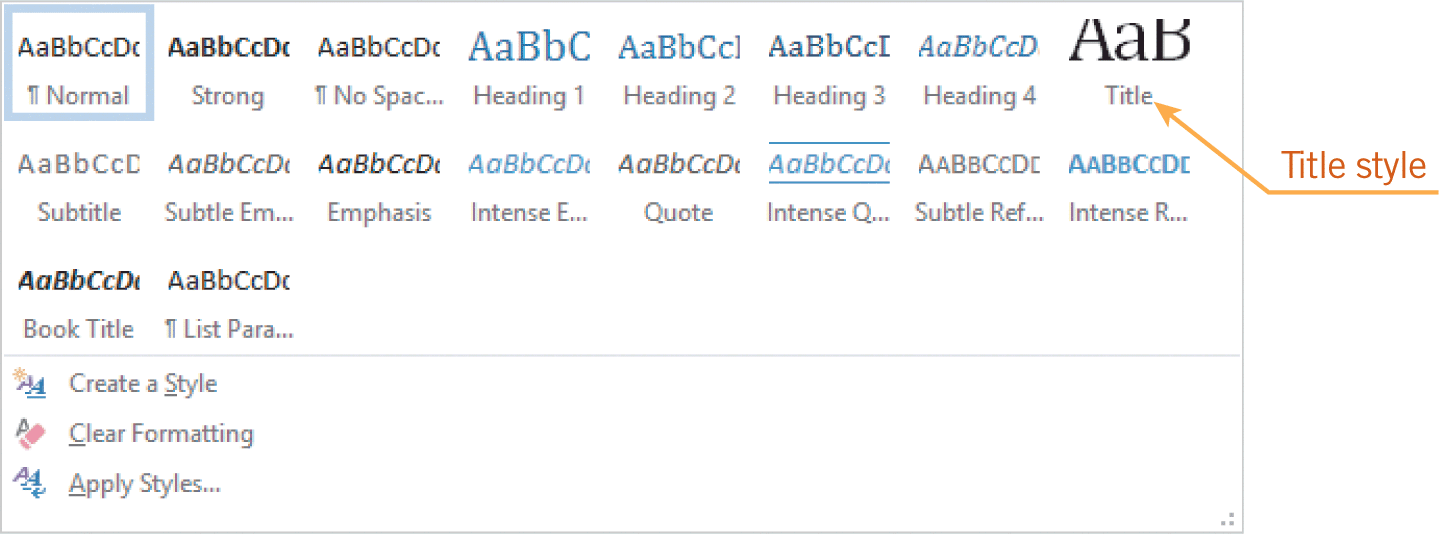 AaBbCcDc AaBbCcDc AaBbCcDc AaBbC AaBbCcI AaBbCcD AaBbCcD AaB
¶ Normal Strong ¶ No Spac... Heading 1 Heading 2 Heading 3 Heading 4 Title
Title style
AaBbCcD AaBbCcDc AaBbCcDc AaBbCcDc AaBbCcDc AaBbCcDc AABBCCDD AABBCCDD
Subtitle Subtle Em... Emphasis Intense E... Quote Intense Q... Subtle Ref... Intense R...
AaBbCcDc AaBbCcDc
Book Title ¶ List Para...
Create a Style
Clear Formatting
Apply Styles...